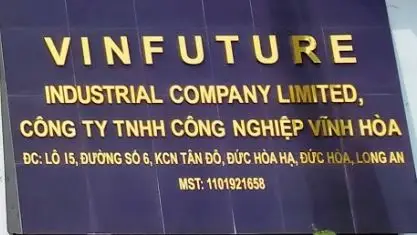 VINFUTURE
INDUSTRIAL COMPANY LIMITED,
CÔNG TY TNHH CÔNG NGHIỆP VĨNH HÒA
ĐC: LÔ 15, ĐƯỜNG SỐ 6, KCN TÂN ĐÔ, ĐỨC HÒA HẠ, ĐỨC HÒA, LONG AN
MST: 1101921658